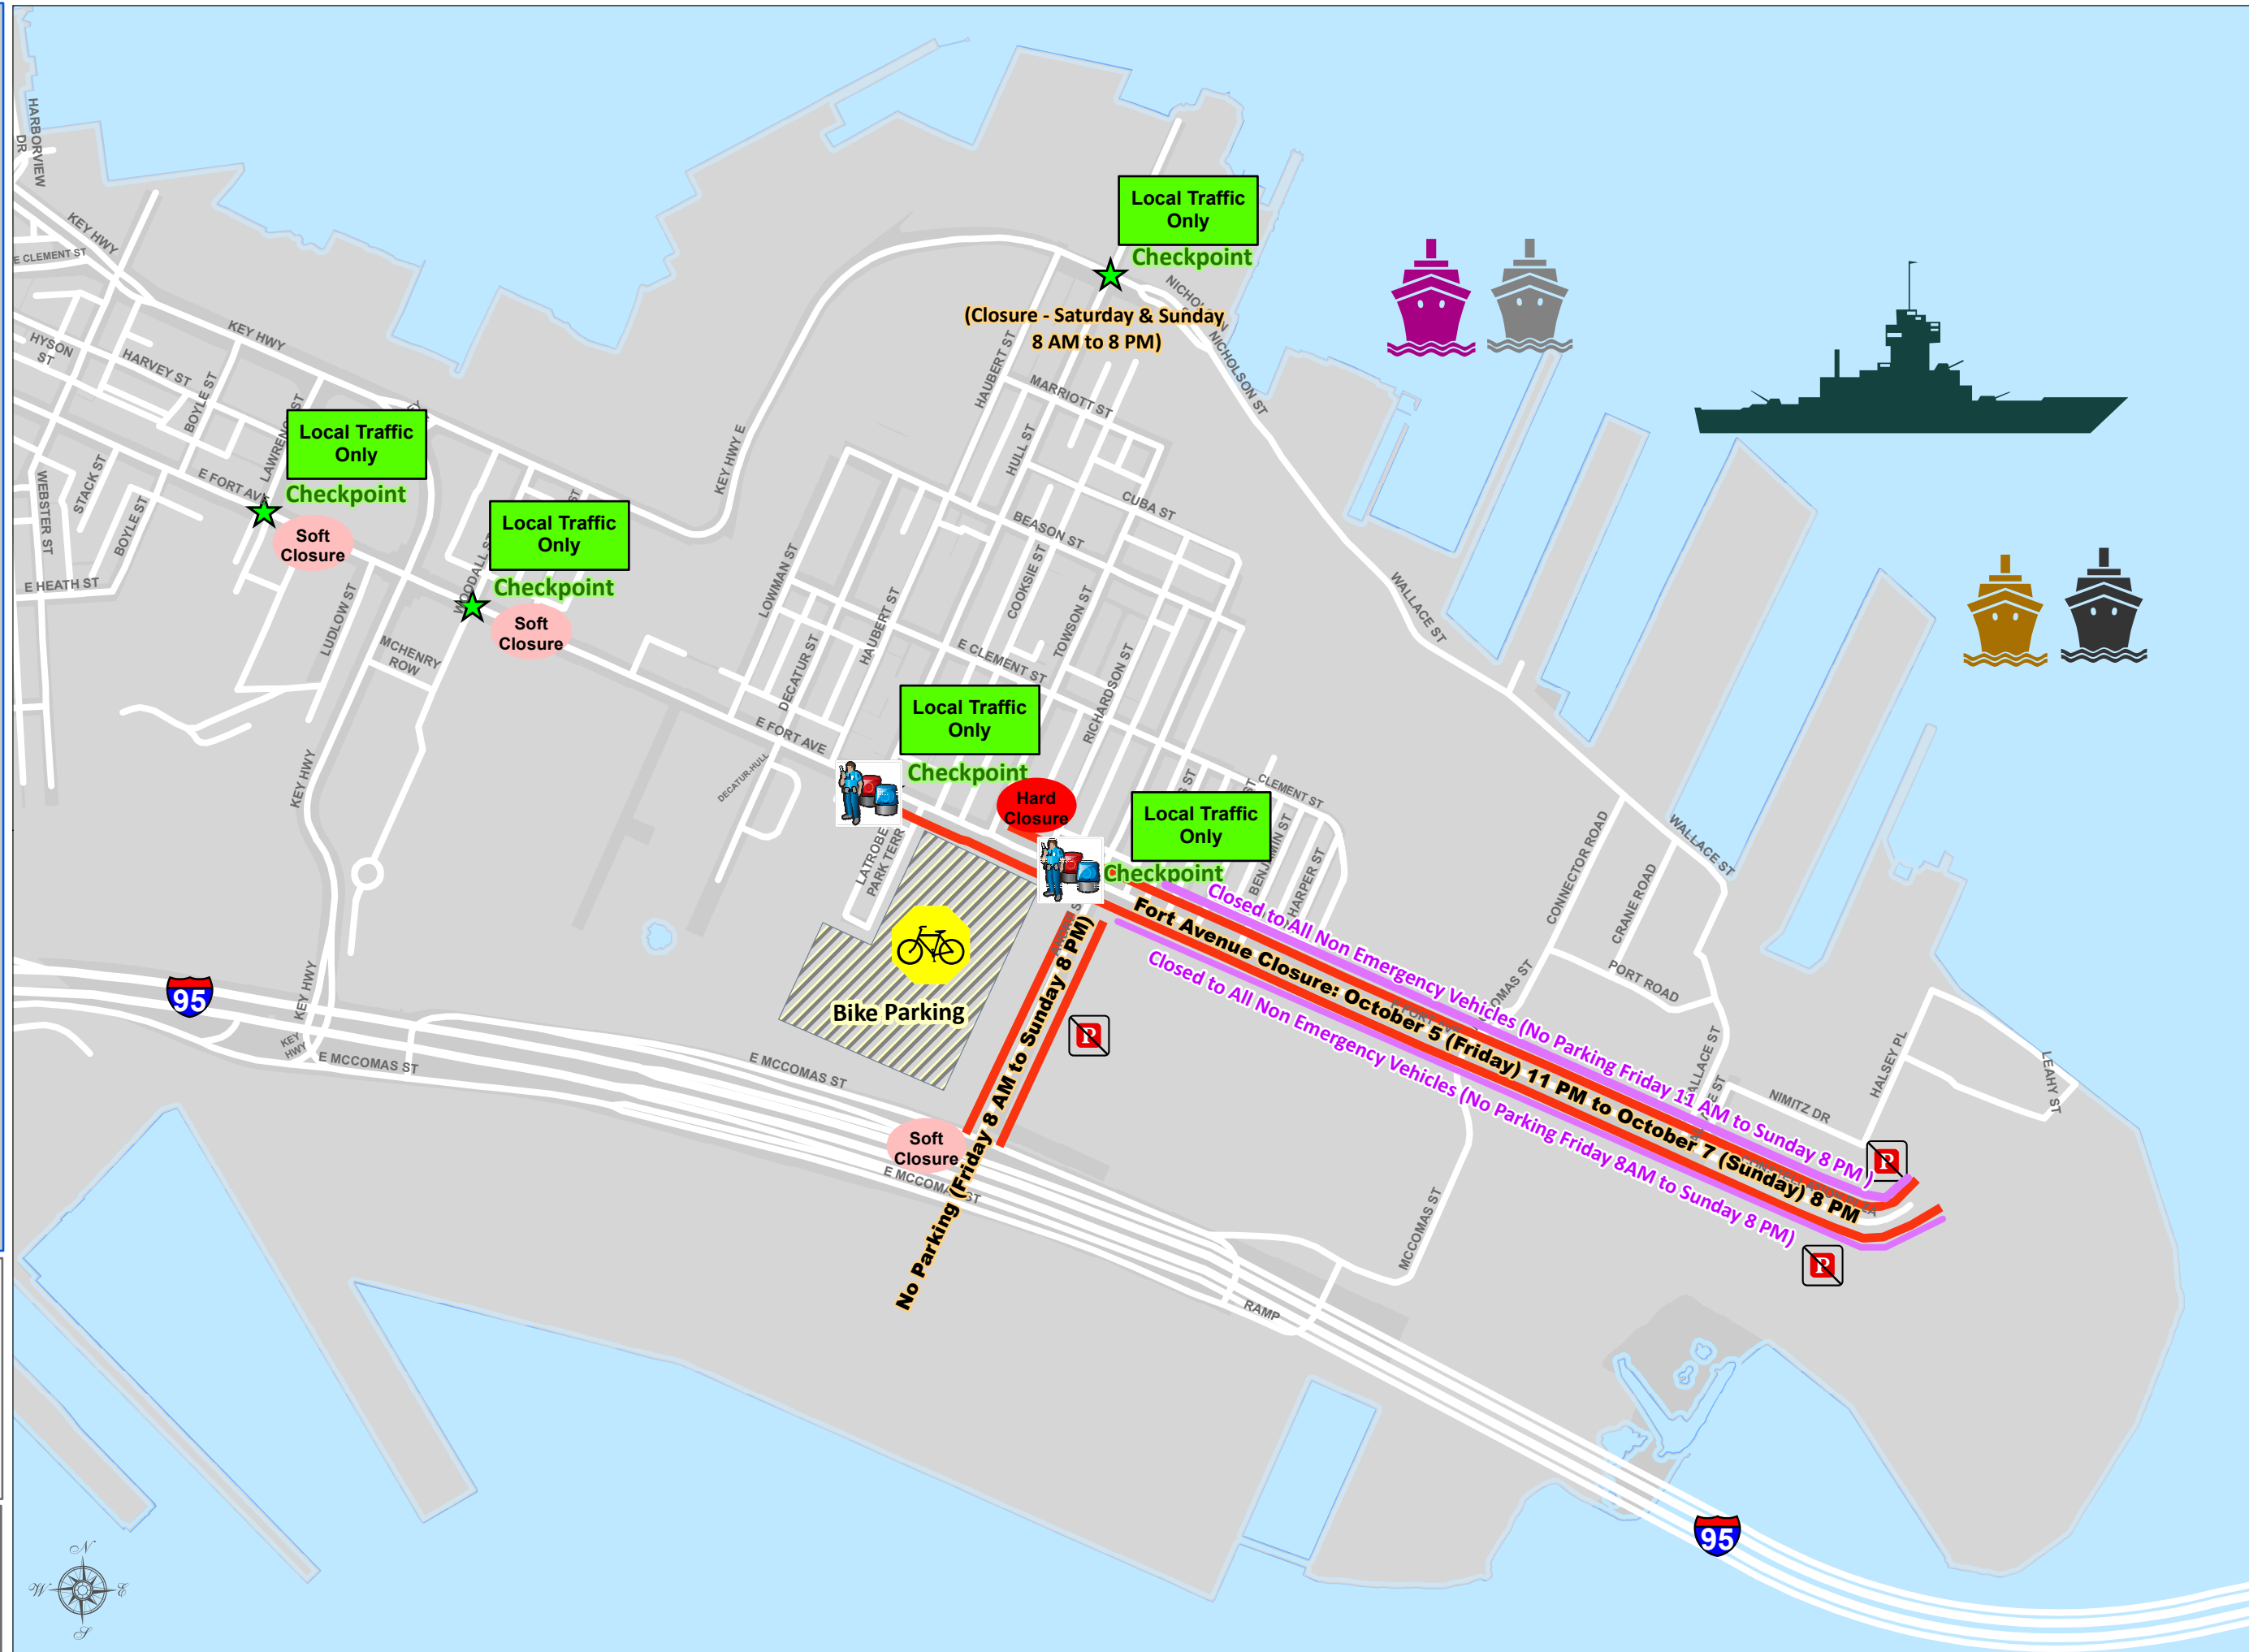 HARBORVIEW
DR
KEY HWY
E CLEMENT ST
HYSON
ST
HARVEY ST
KEY HWY
BOYLE ST
Local Traffic
Only
Checkpoint
(Closure - Saturday & Sunday
8 AM to 8 PM)
NICHOLSON ST
HAUBERT ST
MARRIOTT ST
HULL ST
KEY HWY E
CUBA ST
BEASON ST
Local Traffic
Only
Checkpoint
E FORT AVE
Soft
Closure
WEBSTER ST
STACK ST
BOYLE ST
E HEATH ST
LUDLOW ST
Local Traffic
Only
Checkpoint
WOODALL ST
Soft
Closure
MCHENRY
ROW
LOWMAN ST
DECATUR ST
HAUBERT ST
COOKSIE ST
TOWSON ST
E CLEMENT ST
RICHARDSON ST
WALLACE ST
E FORT AVE
DECATUR-HULL
KEY HWY
Local Traffic
Only
Checkpoint
Hard
Closure
Local Traffic
Only
Checkpoint
CLEMENT ST
HARPER ST
LATROBE
PARK TERR
Bike Parking
CONNECTOR ROAD
CRANE ROAD
WALLACE ST
PORT ROAD
Closed to All Non Emergency Vehicles (No Parking Friday 11 AM to Sunday 8 PM )
Fort Avenue Closure: October 5 (Friday) 11 PM to October 7 (Sunday) 8 PM
Closed to All Non Emergency Vehicles (No Parking Friday 8AM to Sunday 8 PM)
No Parking (Friday 8 AM to Sunday 8 PM)
P
P
P
NIMITZ DR
HALSEY PL
LEAHY ST
95
KEY HWY
KEY
HWY
E MCCOMAS ST
E MCCOMAS ST
Soft
Closure
E MCCOMAS ST
MCCOMAS ST
RAMP
95
N
W
E
S